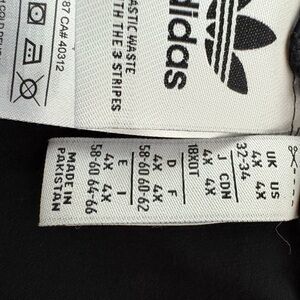 87 CA# 40312
adidas
ASTIC WASTE
WITH THE 3 STRIPES
UK US
4X 4X
32-34
J CDN
4X 4X
18XOT
D F
4X 4X
58-60 60-62
E I
4X 4X
58-60 64-66
MADE IN
PAKISTAN